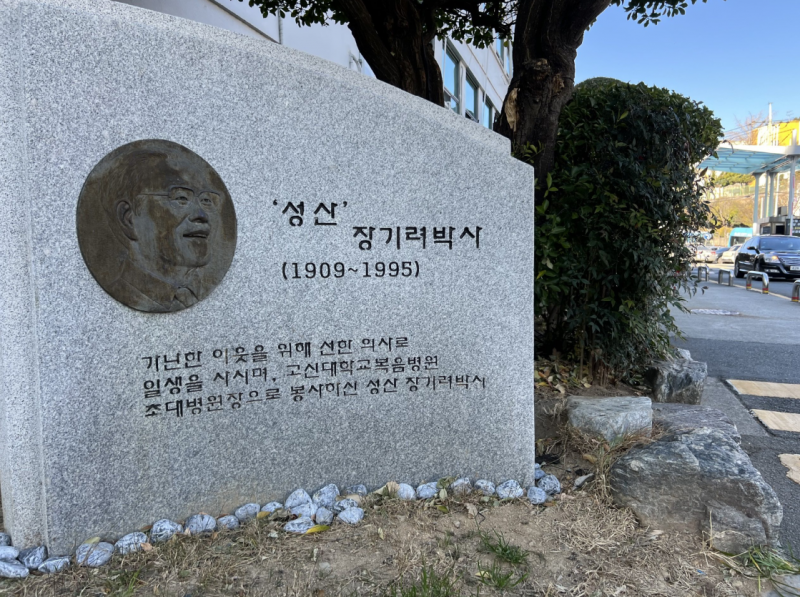 '성산'
장기려박사
(1909~1995)
가난한 이웃을 위해 선한 의사로
일생을 사시며, 고신대학교복음병원
초대병원장으로 봉사하신 성산 장기려박사